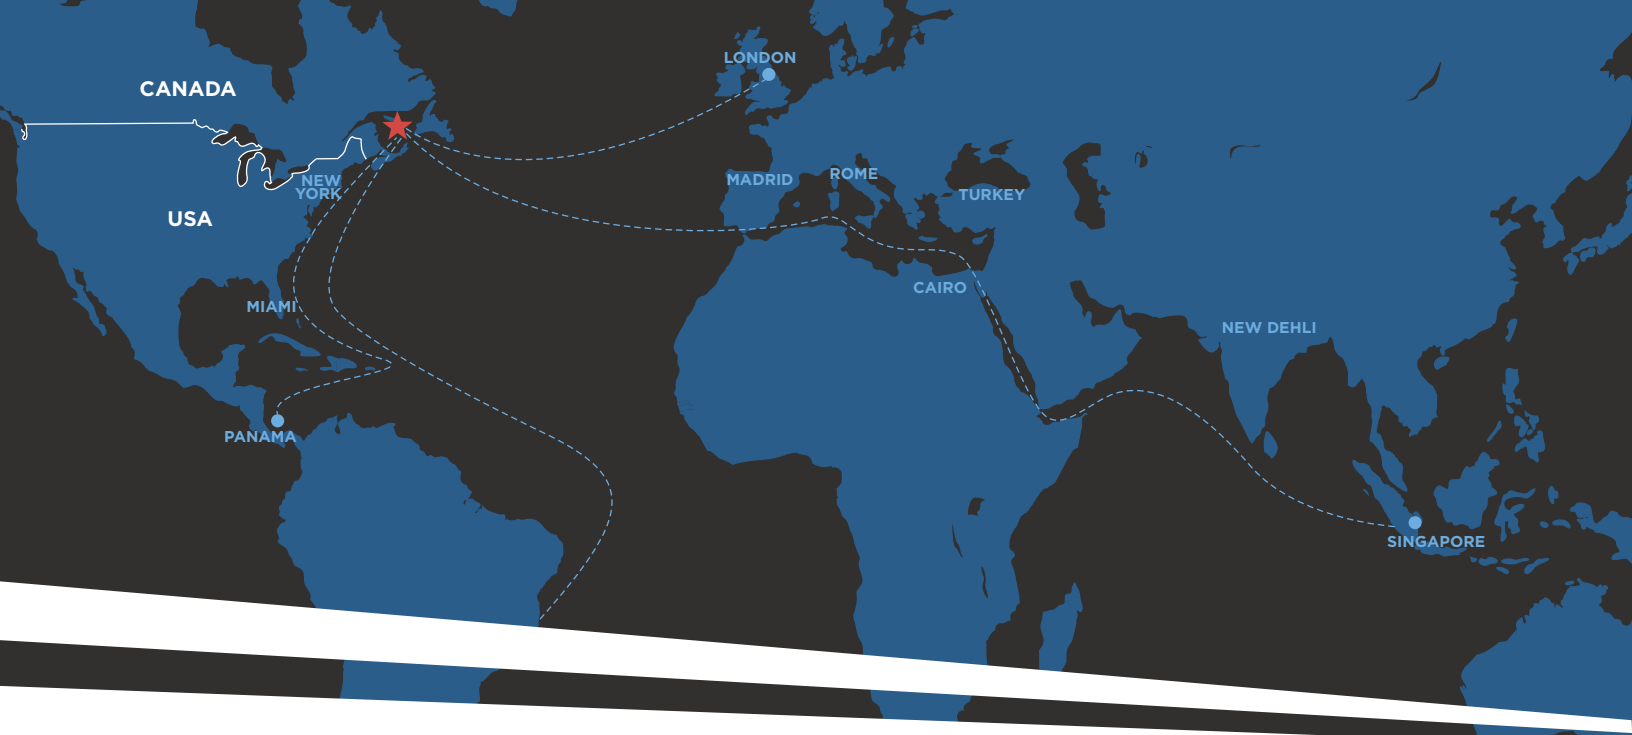 LONDON
CANADA
NEW
YORK
MADRID
ROME
TURKEY
USA
CAIRO
MIAMI
NEW DEHLI
PANAMA
SINGAPORE